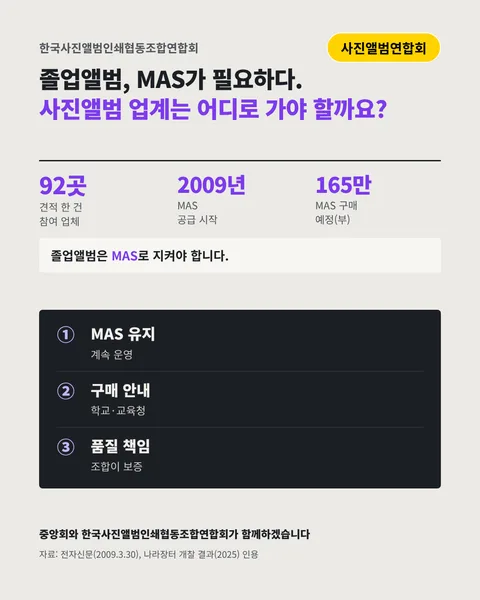 한국사진앨범인쇄협동조합연합회
사진앨범연합회
졸업앨범, MAS가 필요하다.
사진앨범 업계는 어디로 가야 할까요?
92곳
견적 한 건
참여 업체
2009년
MAS
공급 시작
165만
MAS 구매
예정(부)
졸업앨범은 MAS로 지켜야 합니다.
① MAS 유지
계속 운영
② 구매 안내
학교·교육청
③ 품질 책임
조합이 보증
중앙회와 한국사진앨범인쇄협동조합연합회가 함께하겠습니다
자료: 전자신문(2009.3.30), 나라장터 개찰 결과(2025) 인용